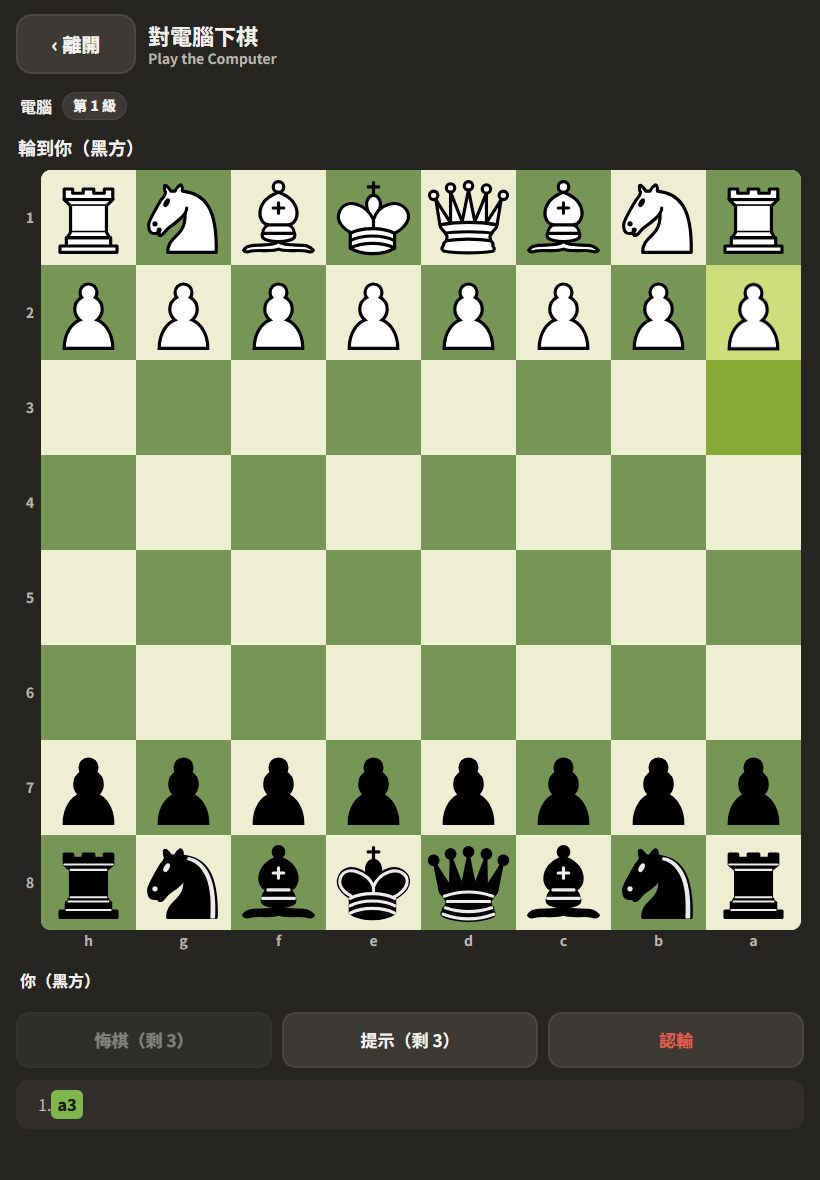 ‹ 離開
對電腦下棋
Play the Computer
電腦 第 1 級
輪到你（黑方）
1
2
3
4
5
6
7
8
h g f e d c b a
你（黑方）
悔棋（剩 3） 提示（剩 3） 認輸
1. a3